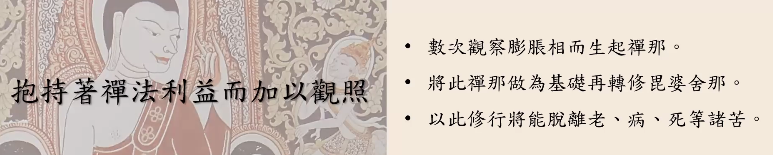 抱持著禪法利益而加以觀照
• 數次觀察膨脹相而生起禪那。
• 將此禪那做為基礎再轉修毘婆舍那。
• 以此修行將能脫離老、病、死等諸苦。